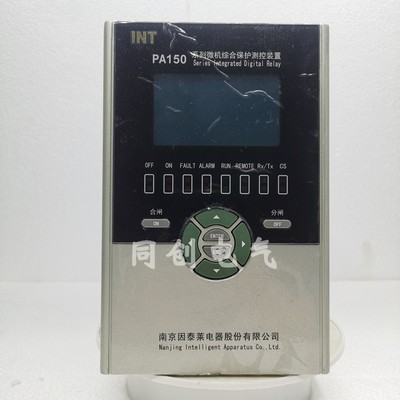 INT
PA150 系列微机综合保护测控装置
Series Integrated Digital Relay
OFF ON FAULT ALARM RUN REMOTE Rx/Tx CS
合闸 分闸
ON ENTER OFF
同创电气
南京因泰莱电器股份有限公司
Nanjing Intelligent Apparatus Co., Ltd.